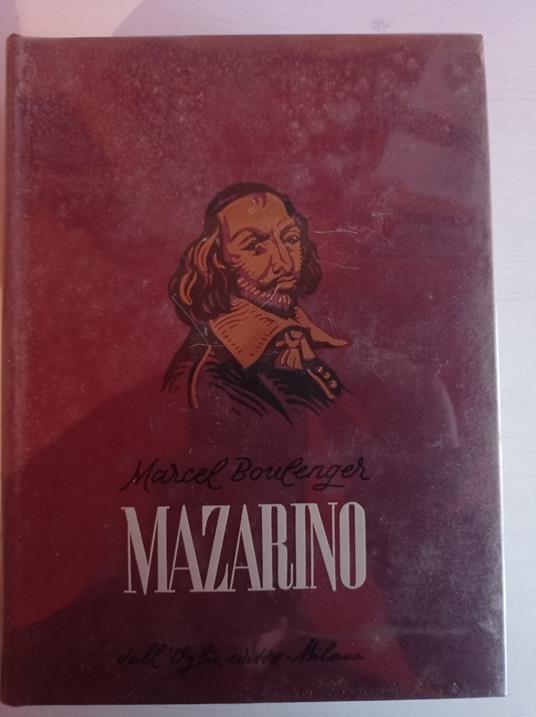 Marcel Boulenger
MAZARINO
dall'Oglio, editore - Milano